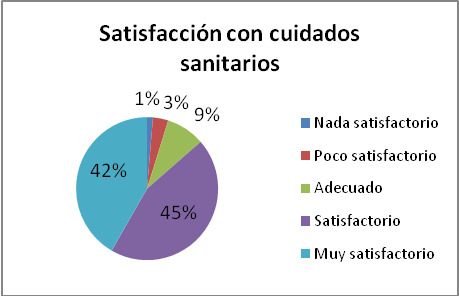 Satisfacción con cuidados
sanitarios
1%
3%
9%
45%
42%
Nada satisfactorio
Poco satisfactorio
Adecuado
Satisfactorio
Muy satisfactorio